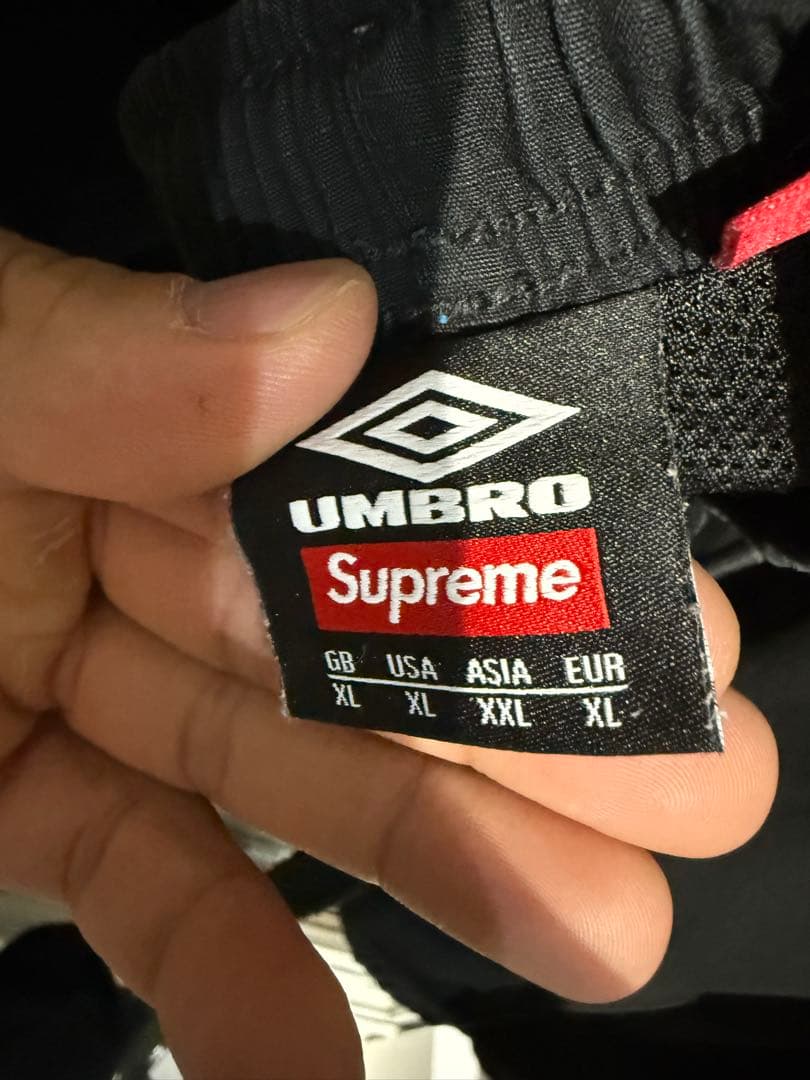 UMBRO
Supreme
GB USA ASIA EUR
XL XL XXL XL